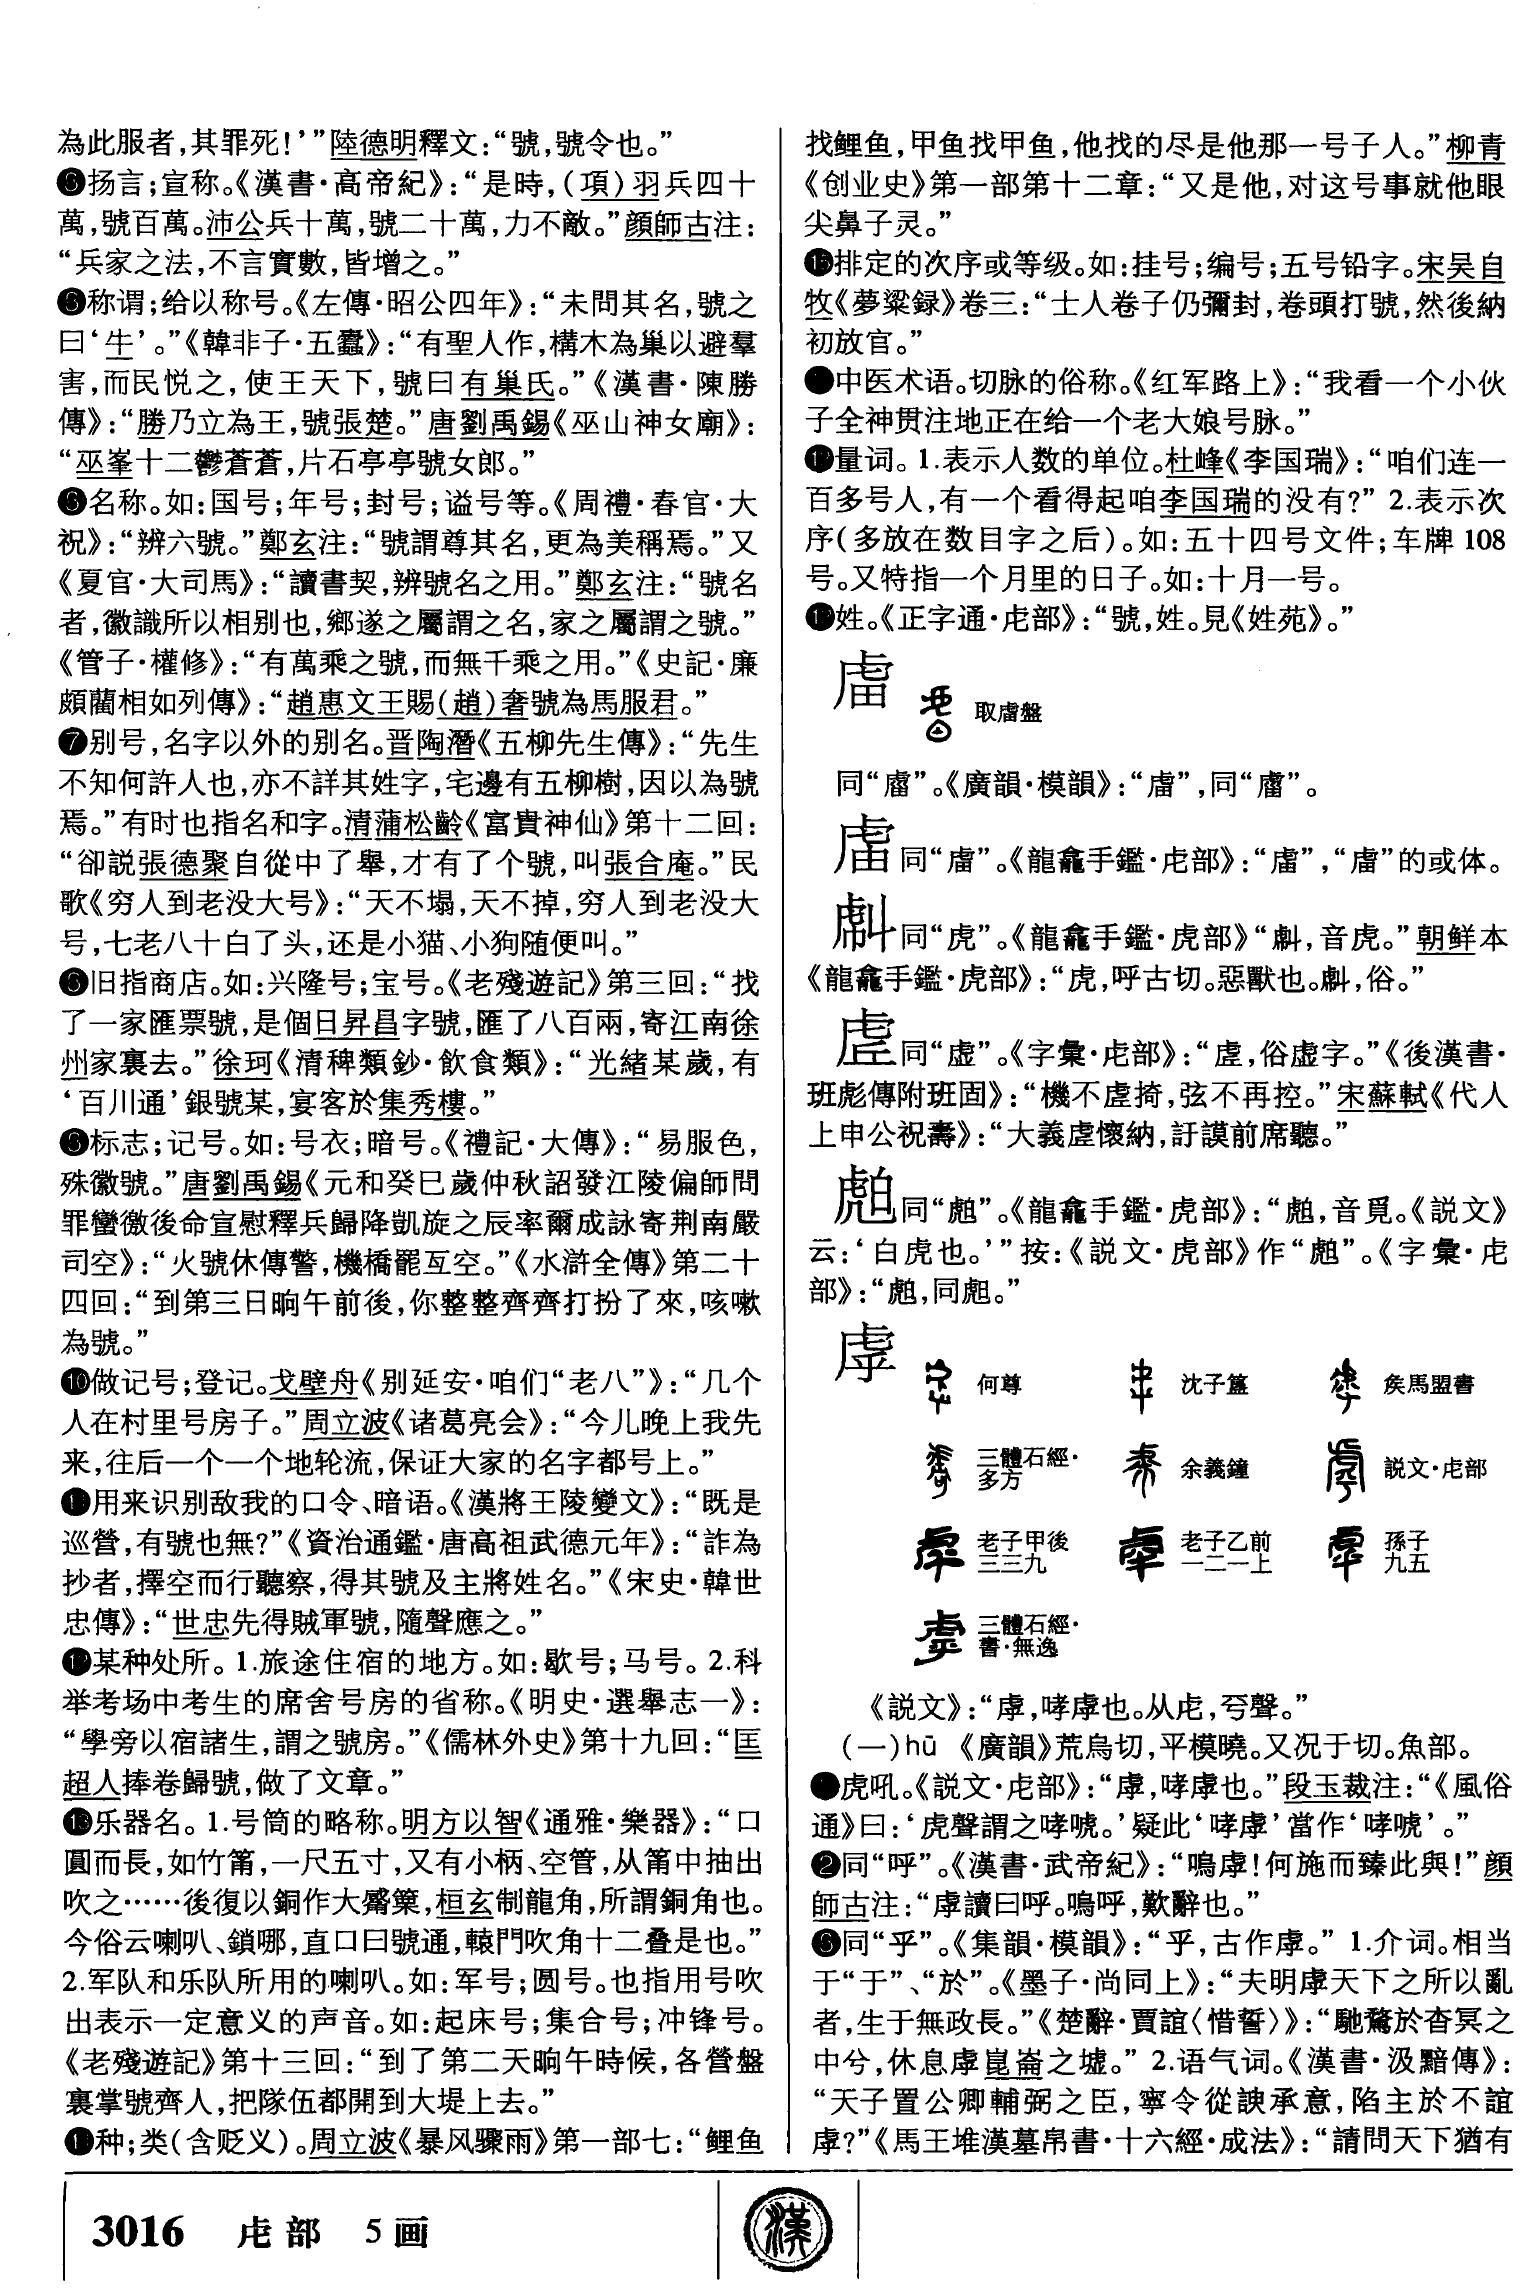 為此服者，其罪死！’”陸德明釋文：“號，號令也。”
❸扬言；宣称。《漢書·高帝紀》：“是時，（項）羽兵四十
萬，號百萬。沛公兵十萬，號二十萬，力不敵。”顔師古注：
“兵家之法，不言實數，皆增之。”
称谓；给以称号。《左傳·昭公四年》：“未問其名，號之
曰‘牛’。”《韓非子·五蠹》：“有聖人作，構木為巢以避羣
害，而民悦之，使王天下，號曰有巢氏。”《漢書·陳勝
傳》：“勝乃立為王，號張楚。”唐劉禹錫《巫山神女廟》：
“巫峯十二鬱蒼蒼，片石亭亭號女郎。”
❻名称。如：国号；年号；封号；谥号等。《周禮·春官·大
祝》：“辨六號。”鄭玄注：“號謂尊其名，更為美稱焉。”又
《夏官·大司馬》：“讀書契，辨號名之用。”鄭玄注：“號名
者，徽識所以相别也，鄉遂之屬謂之名，家之屬謂之號。”
《管子·權修》：“有萬乘之號，而無千乘之用。”《史記·廉
頗藺相如列傳》：“趙惠文王賜（趙）奢號為馬服君。”
❼别号，名字以外的别名。晋陶潛《五柳先生傳》：“先生
不知何許人也，亦不詳其姓字，宅邊有五柳樹，因以為號
焉。”有时也指名和字。清蒲松齡《富貴神仙》第十二回：
“卻説張德聚自從中了舉，才有了个號，叫張合庵。”民
歌《穷人到老没大号》：“天不塌，天不掉，穷人到老没大
号，七老八十白了头，还是小猫、小狗随便叫。”
旧指商店。如：兴隆号；宝号。《老殘遊記》第三回：“找
了一家匯票號，是個日昇昌字號，匯了八百兩，寄江南徐
州家裏去。”徐珂《清稗類鈔·飲食類》：“光緒某歲，有
‘百川通’銀號某，宴客於集秀樓。”
标志；记号。如：号衣；暗号。《禮記·大傳》：“易服色，
殊徽號。”唐劉禹錫《元和癸巳歲仲秋詔發江陵偏師問
罪蠻徼後命宣慰釋兵歸降凱旋之辰率爾成詠寄荆南嚴
司空》：“火號休傳警，機橋罷亙空。”《水滸全傳》第二十
四回：“到第三日晌午前後，你整整齊齊打扮了來，咳嗽
為號。”
❿做记号；登记。戈壁舟《别延安·咱们“老八”》：“几个
人在村里号房子。”周立波《诸葛亮会》：“今儿晚上我先
来，往后一个一个地轮流，保证大家的名字都号上。”
用来识别敌我的口令、暗语。《漢將王陵變文》：“既是
巡營，有號也無？”《資治通鑑·唐高祖武德元年》：“詐為
抄者，擇空而行聽察，得其號及主將姓名。”《宋史·韓世
忠傳》：“世忠先得賊軍號，隨聲應之。”
某种处所。1.旅途住宿的地方。如：歇号；马号。2.科
举考场中考生的席舍号房的省称。《明史·選舉志一》：
“學旁以宿諸生，謂之號房。”《儒林外史》第十九回：“匡
超人捧卷歸號，做了文章。”
⓭乐器名。1.号筒的略称。明方以智《通雅·樂器》：“口
圓而長，如竹筩，一尺五寸，又有小柄、空管，从筩中抽出
吹之……後復以銅作大觱篥，桓玄制龍角，所謂銅角也。
今俗云喇叭、鎖哪，直口曰號通，轅門吹角十二叠是也。”
2.军队和乐队所用的喇叭。如：军号；圆号。也指用号吹
出表示一定意义的声音。如：起床号；集合号；冲锋号。
《老殘遊記》第十三回：“到了第二天晌午時候，各營盤
裏掌號齊人，把隊伍都開到大堤上去。”
种；类（含贬义）。周立波《暴风骤雨》第一部七：“鲤鱼
找鲤鱼，甲鱼找甲鱼，他找的尽是他那一号子人。”柳青
《创业史》第一部第十二章：“又是他，对这号事就他眼
尖鼻子灵。”
⓯排定的次序或等级。如：挂号；编号；五号铅字。宋吴自
牧《夢粱録》卷三：“士人卷子仍彌封，卷頭打號，然後納
初放官。”
中医术语。切脉的俗称。《红军路上》：“我看一个小伙
子全神贯注地正在给一个老大娘号脉。”
量词。1.表示人数的单位。杜峰《李国瑞》：“咱们连一
百多号人，有一个看得起咱李国瑞的没有？”2.表示次
序（多放在数目字之后）。如：五十四号文件；车牌108
号。又特指一个月里的日子。如：十月一号。
姓。《正字通·虍部》：“號，姓。見《姓苑》。”
䖒 取䖒盤
同“䖔”。《廣韻·模韻》：“䖒”，同“䖔”。
同“䖒”。《龍龕手鑑·虍部》：“”，“䖒”的或体。
同“虎”。《龍龕手鑑·虎部》“，音虎。”朝鲜本
《龍龕手鑑·虎部》：“虎，呼古切。惡獸也。，俗。”
虗同“虚”。《字彙·虍部》：“虗，俗虚字。”《後漢書·
班彪傳附班固》：“機不虗掎，弦不再控。”宋蘇軾《代人
上申公祝壽》：“大義虗懷納，訏謨前席聽。”
同“䖑”。《龍龕手鑑·虎部》：“，音覓。《説文》
云：‘白虎也。’”按：《説文·虎部》作“䖑”。《字彙·虍
部》：“，同䖑。”
虖 何尊 沈子簋 矦馬盟書
三體石經·多方 余義鐘 説文·虍部
老子甲後三三九 老子乙前一二一上 孫子九五
三體石經·書·無逸
《説文》：“虖，哮虖也。从虍，㝁聲。”
（一）hū 《廣韻》荒烏切，平模曉。又况于切。魚部。
虎吼。《説文·虍部》：“虖，哮虖也。”段玉裁注：“《風俗
通》曰：‘虎聲謂之哮唬。’疑此‘哮虖’當作‘哮唬’。”
❷同“呼”。《漢書·武帝紀》：“嗚虖！何施而臻此與！”顔
師古注：“虖讀曰呼。嗚呼，歎辭也。”
同“乎”。《集韻·模韻》：“乎，古作虖。”1.介词。相当
于“于”、“於”。《墨子·尚同上》：“夫明虖天下之所以亂
者，生于無政長。”《楚辭·賈誼〈惜誓〉》：“馳騖於杳冥之
中兮，休息虖崑崙之墟。”2.语气词。《漢書·汲黯傳》：
“天子置公卿輔弼之臣，寧令從諛承意，陷主於不誼
虖？”《馬王堆漢墓帛書·十六經·成法》：“請問天下猶有
3016 虍部 5画
漢